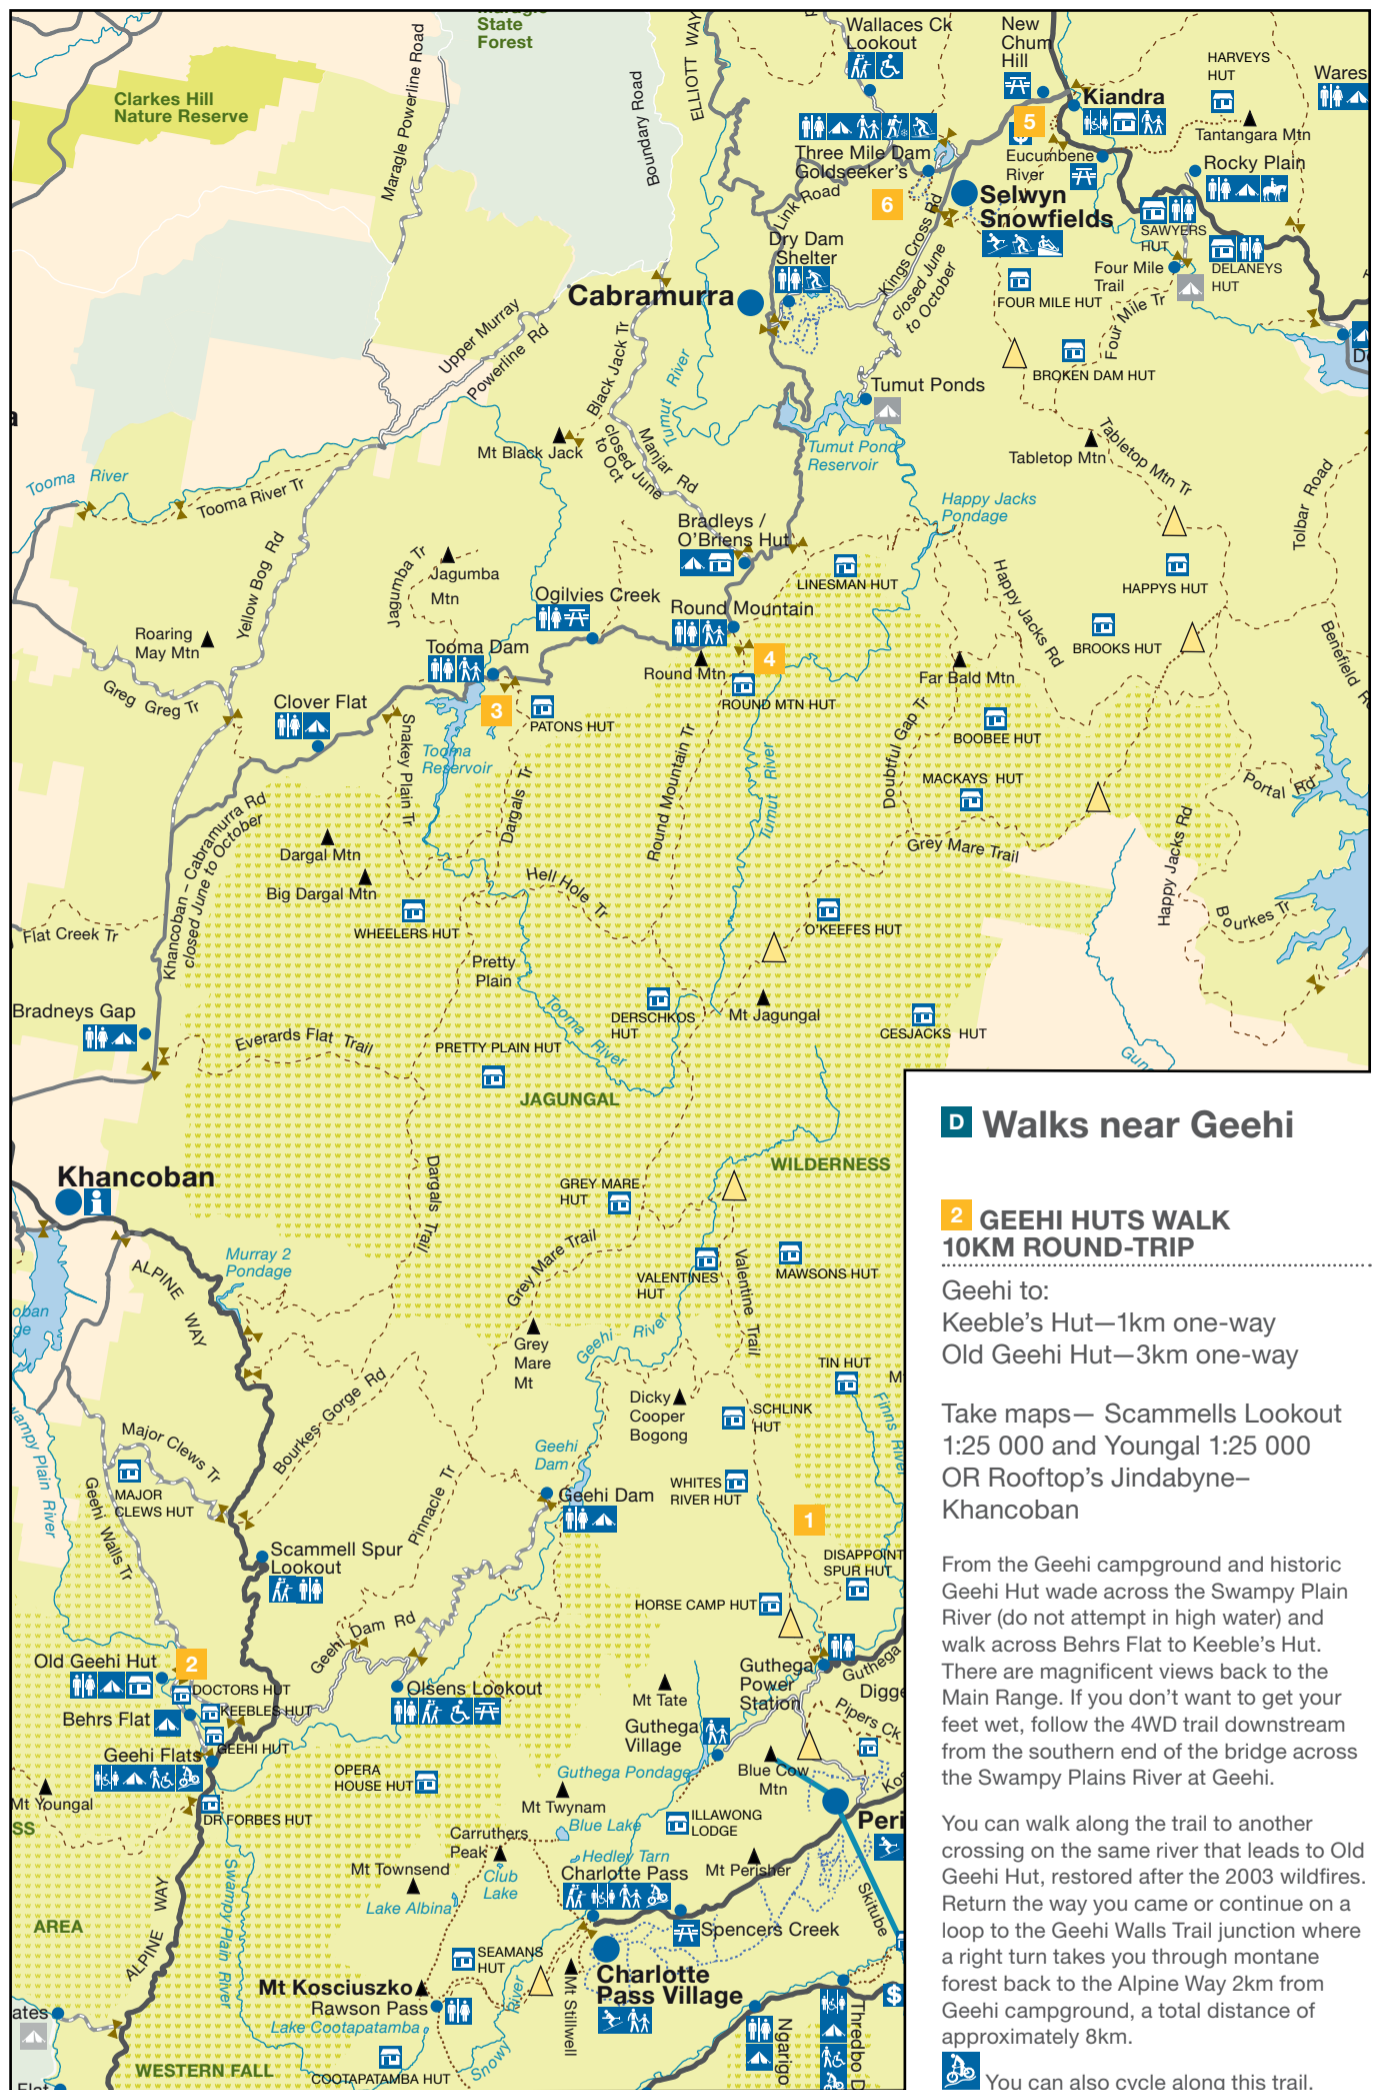 State
Forest
Clarkes Hill
Nature Reserve
Maragle Powerline Road
Boundary Road
ELLIOTT WAY
Wallaces Ck
Lookout
New
Chum
Hill
HARVEYS
HUT
Wares
Kiandra
5
Tantangara Mtn
Three Mile Dam
Goldseeker's
Eucumbene
River
Rocky Plain
6
Selwyn
Snowfields
Link Road
Kings Cross Rd
closed June
to October
SAWYERS
HUT
Dry Dam
Shelter
Four Mile
Trail
DELANEYS
HUT
Cabramurra
FOUR MILE HUT
Four Mile Tr
Upper Murray
Powerline Rd
Black Jack Tr
Tumut River
BROKEN DAM HUT
Tumut Ponds
Mt Black Jack
closed June
to Oct
Manjar Rd
Tumut Pond
Reservoir
Tabletop Mtn
Tabletop Mtn Tr
Tolbar Road
Tooma River
Tooma River Tr
Happy Jacks
Pondage
Bradleys /
O'Briens Hut
Yellow Bog Rd
Jagumba Tr
Jagumba
Mtn
LINESMAN HUT
Happy Jacks Rd
HAPPYS HUT
Ogilvies Creek
Round Mountain
Roaring
May Mtn
BROOKS HUT
Benefield
Tooma Dam
4
Round Mtn
Far Bald Mtn
Greg Greg Tr
Clover Flat
3
PATONS HUT
ROUND MTN HUT
BOOBEE HUT
Snakey Plain Tr
Tooma
Reservoir
Dargals Tr
Round Mountain Tr
Tumut River
Doubtful Gap Tr
MACKAYS HUT
Portal Rd
Khancoban – Cabramurra Rd
closed June to October
Dargal Mtn
Grey Mare Trail
Happy Jacks Rd
Big Dargal Mtn
Hell Hole Tr
Bourkes Tr
Flat Creek Tr
WHEELERS HUT
O'KEEFES HUT
Pretty
Plain
Bradneys Gap
Tooma River
DERSCHKOS
HUT
Mt Jagungal
CESJACKS HUT
Everards Flat Trail
PRETTY PLAIN HUT
JAGUNGAL
D Walks near Geehi
Khancoban
Dargals Trail
WILDERNESS
GREY MARE
HUT
2 GEEHI HUTS WALK
10KM ROUND-TRIP
Murray 2
Pondage
ALPINE WAY
Grey Mare Trail
VALENTINES
HUT
Valentine Trail
MAWSONS HUT
Geehi to:
Keeble's Hut—1km one-way
Old Geehi Hut—3km one-way
Grey
Mare
Mt
Geehi River
TIN HUT
Bourkes Gorge Rd
Dicky
Cooper
Bogong
SCHLINK
HUT
Finns River
Take maps— Scammells Lookout
1:25 000 and Youngal 1:25 000
OR Rooftop's Jindabyne–
Khancoban
Major Clews Tr
MAJOR
CLEWS HUT
Geehi Walls Tr
Pinnacle Tr
Geehi
Dam
Geehi Dam
WHITES
RIVER HUT
1
Scammell Spur
Lookout
DISAPPOINT
SPUR HUT
From the Geehi campground and historic
Geehi Hut wade across the Swampy Plain
River (do not attempt in high water) and
walk across Behrs Flat to Keeble's Hut.
There are magnificent views back to the
Main Range. If you don't want to get your
feet wet, follow the 4WD trail downstream
from the southern end of the bridge across
the Swampy Plains River at Geehi.
HORSE CAMP HUT
Geehi Dam Rd
Old Geehi Hut
2
DOCTORS HUT
KEEBLES HUT
Behrs Flat
Geehi Flats
GEEHI HUT
Olsens Lookout
Guthega
Power
Station
Guthega
Mt Tate
Guthega
Village
Pipers Ck
Guthega Pondage
Blue Cow
Mtn
OPERA
HOUSE HUT
Mt Youngal
DR FORBES HUT
Mt Twynam
Blue Lake
ILLAWONG
LODGE
Peri
You can walk along the trail to another
crossing on the same river that leads to Old
Geehi Hut, restored after the 2003 wildfires.
Return the way you came or continue on a
loop to the Geehi Walls Trail junction where
a right turn takes you through montane
forest back to the Alpine Way 2km from
Geehi campground, a total distance of
approximately 8km.
Carruthers
Peak
Hedley Tarn
Mt Townsend
Club
Lake
Charlotte Pass
Mt Perisher
Lake Albina
Skitube
AREA
Swampy Plain River
ALPINE WAY
Spencers Creek
SEAMANS
HUT
Mt Kosciuszko
Rawson Pass
Lake Cootapatamba
Snowy River
Mt Stillwell
Charlotte
Pass Village
$
COOTAPATAMBA HUT
WESTERN FALL
Ngarigo
Thredbo D
You can also cycle along this trail.